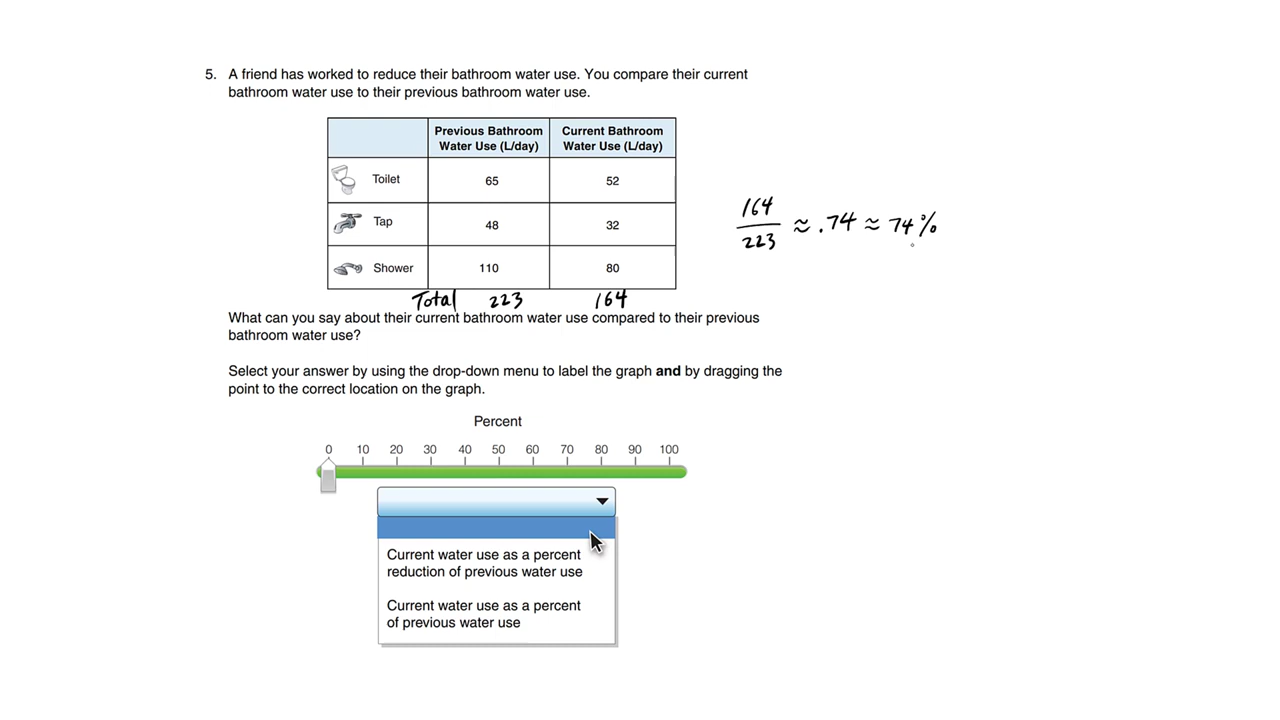 5. A friend has worked to reduce their bathroom water use. You compare their current
bathroom water use to their previous bathroom water use.
Previous Bathroom Water Use (L/day) Current Bathroom Water Use (L/day)
Toilet 65 52
Tap 48 32
Shower 110 80
Total 223 164
164/223 ≈ .74 ≈ 74%
What can you say about their current bathroom water use compared to their previous
bathroom water use?
Select your answer by using the drop-down menu to label the graph and by dragging the
point to the correct location on the graph.
Percent
0 10 20 30 40 50 60 70 80 90 100
Current water use as a percent
reduction of previous water use
Current water use as a percent
of previous water use